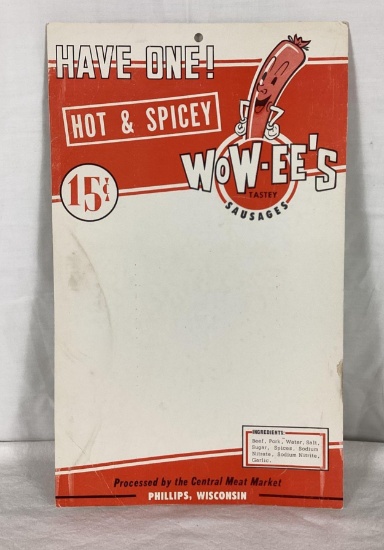 HAVE ONE!
HOT & SPICEY
WOW-EE'S
TASTEY
SAUSAGES
15¢
INGREDIENTS:
Beef, Pork, Water, Salt,
Sugar, Spices, Sodium
Nitrate, Sodium Nitrite,
Garlic.
Processed by the Central Meat Market
PHILLIPS, WISCONSIN